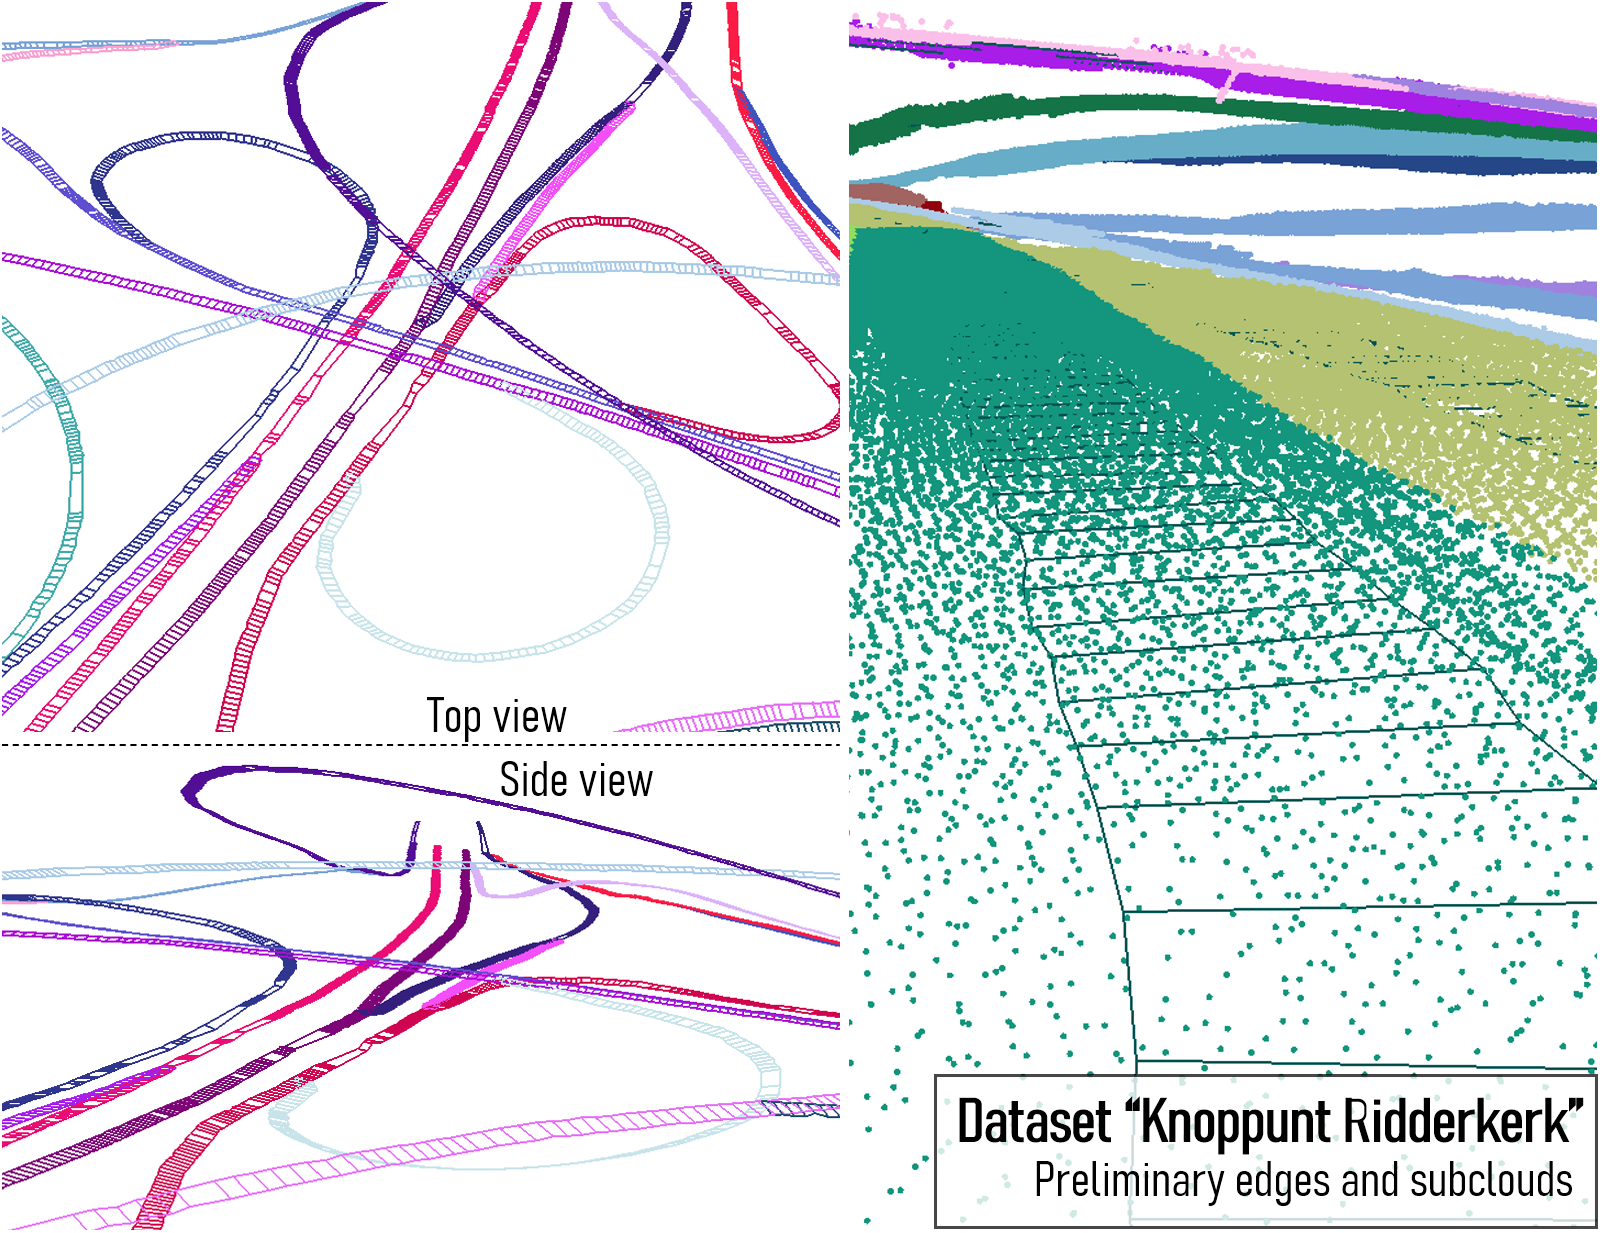 Top view
Side view
Dataset “Knoppunt Ridderkerk”
Preliminary edges and subclouds